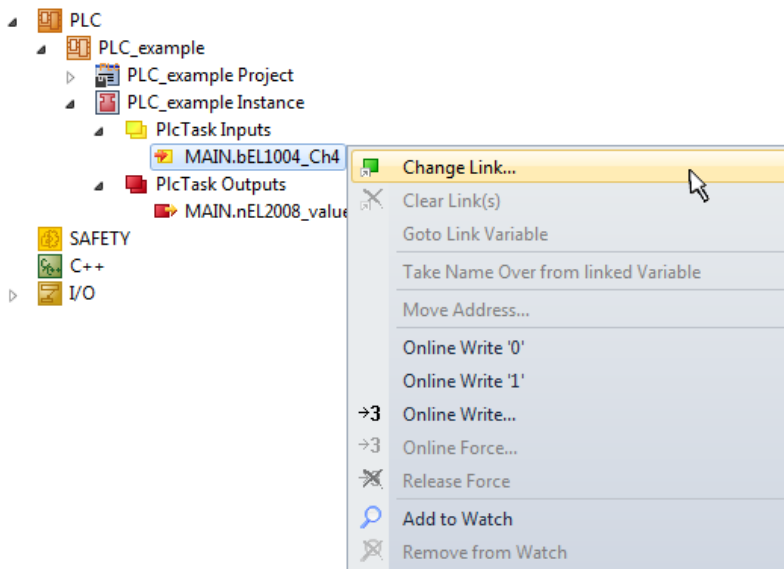 PLC
PLC_example
PLC_example Project
PLC_example Instance
PlcTask Inputs
MAIN.bEL1004_Ch4
PlcTask Outputs
MAIN.nEL2008_value
SAFETY
C++
I/O
Change Link...
Clear Link(s)
Goto Link Variable
Take Name Over from linked Variable
Move Address...
Online Write '0'
Online Write '1'
→3 Online Write...
→3 Online Force...
Release Force
Add to Watch
Remove from Watch